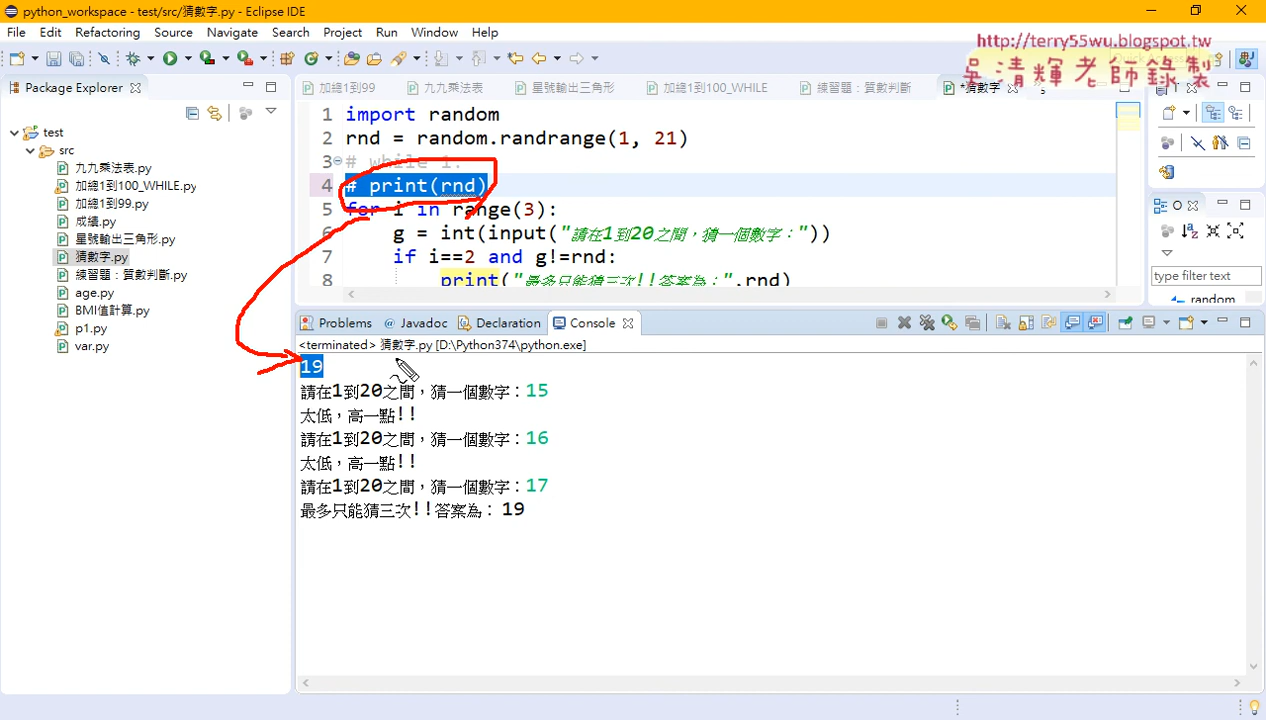 python_workspace - test/src/猜數字.py - Eclipse IDE
File Edit Refactoring Source Navigate Search Project Run Window Help
http://terry55wu.blogspot.tw
吳清輝老師錄製
Package Explorer
加總1到99 九九乘法表 星號輸出三角形 加總1到100_WHILE 練習題：質數判斷 *猜數字
test
src
九九乘法表.py
加總1到100_WHILE.py
加總1到99.py
成績.py
星號輸出三角形.py
猜數字.py
練習題：質數判斷.py
age.py
BMI值計算.py
p1.py
var.py
1 import random
2 rnd = random.randrange(1, 21)
3 # while 1:
4 # print(rnd)
5 for i in range(3):
6 g = int(input("請在1到20之間，猜一個數字："))
7 if i==2 and g!=rnd:
8 print("最多只能猜三次!!答案為：",rnd)
type filter text
random
Problems Javadoc Declaration Console
<terminated> 猜數字.py [D:\Python374\python.exe]
19
請在1到20之間，猜一個數字：15
太低，高一點!!
請在1到20之間，猜一個數字：16
太低，高一點!!
請在1到20之間，猜一個數字：17
最多只能猜三次!!答案為： 19